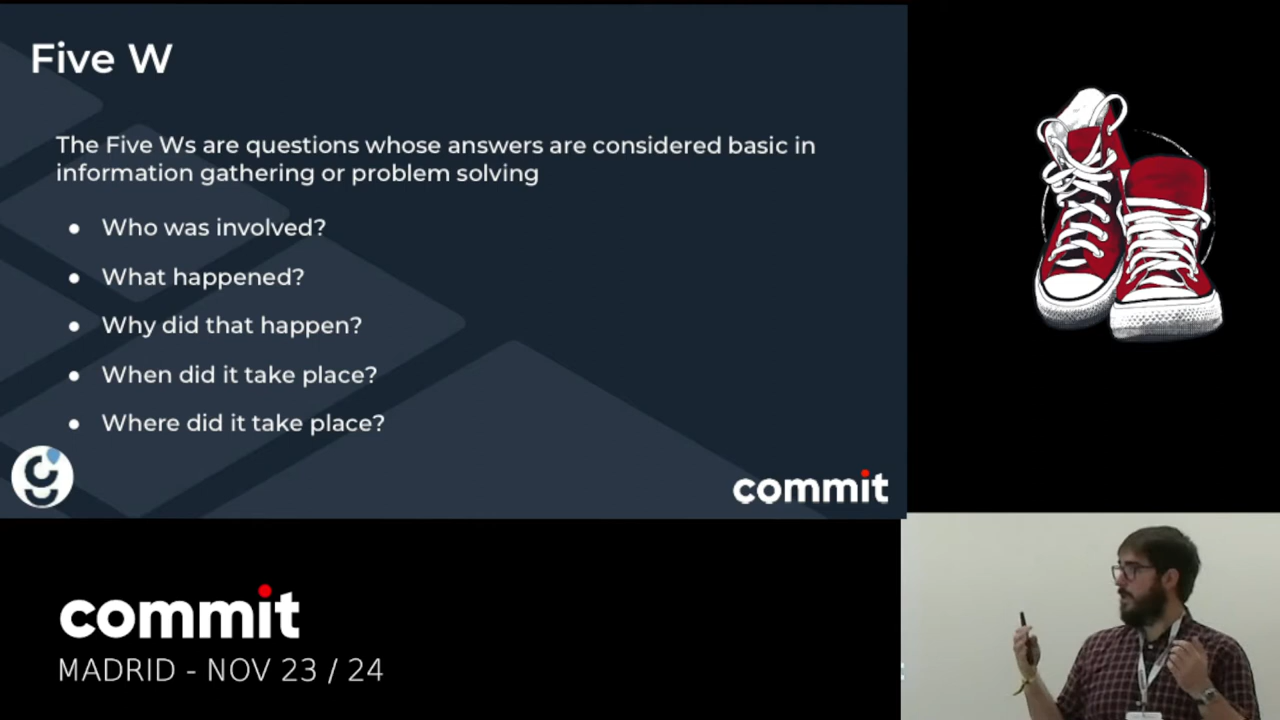 Five W
The Five Ws are questions whose answers are considered basic in
information gathering or problem solving
● Who was involved?
● What happened?
● Why did that happen?
● When did it take place?
● Where did it take place?
commit
commit
MADRID - NOV 23 / 24